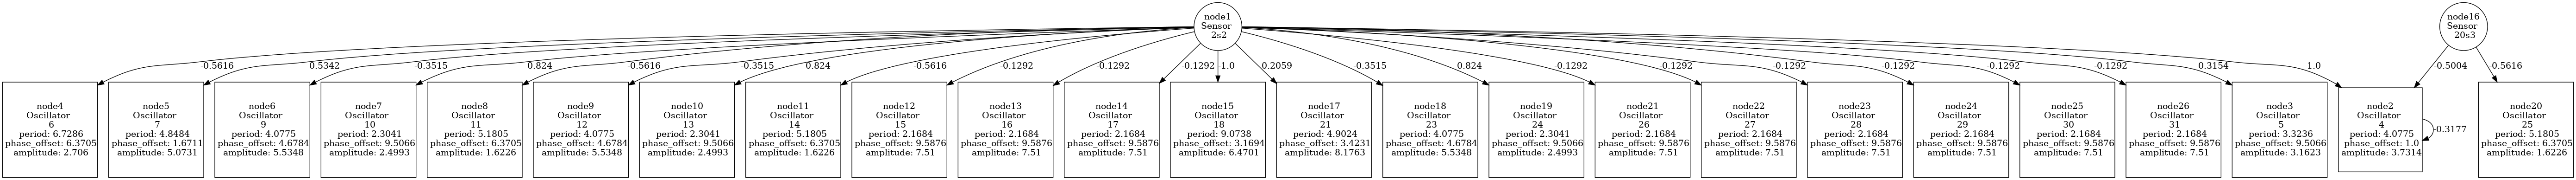 node1
Sensor
2s2
node16
Sensor
20s3
-0.5616
0.5342
-0.3515
0.824
-0.5616
-0.3515
0.824
-0.5616
-0.1292
-0.1292
-0.1292
-1.0
0.2059
-0.3515
0.824
-0.1292
-0.1292
-0.1292
-0.1292
-0.1292
-0.1292
0.3154
1.0
-0.5004
-0.5616
node4
Oscillator
6
period: 6.7286
phase_offset: 6.3705
amplitude: 2.706
node5
Oscillator
7
period: 4.8484
phase_offset: 1.6711
amplitude: 5.0731
node6
Oscillator
9
period: 4.0775
phase_offset: 4.6784
amplitude: 5.5348
node7
Oscillator
10
period: 2.3041
phase_offset: 9.5066
amplitude: 2.4993
node8
Oscillator
11
period: 5.1805
phase_offset: 6.3705
amplitude: 1.6226
node9
Oscillator
12
period: 4.0775
phase_offset: 4.6784
amplitude: 5.5348
node10
Oscillator
13
period: 2.3041
phase_offset: 9.5066
amplitude: 2.4993
node11
Oscillator
14
period: 5.1805
phase_offset: 6.3705
amplitude: 1.6226
node12
Oscillator
15
period: 2.1684
phase_offset: 9.5876
amplitude: 7.51
node13
Oscillator
16
period: 2.1684
phase_offset: 9.5876
amplitude: 7.51
node14
Oscillator
17
period: 2.1684
phase_offset: 9.5876
amplitude: 7.51
node15
Oscillator
18
period: 9.0738
phase_offset: 3.1694
amplitude: 6.4701
node17
Oscillator
21
period: 4.9024
phase_offset: 3.4231
amplitude: 8.1763
node18
Oscillator
23
period: 4.0775
phase_offset: 4.6784
amplitude: 5.5348
node19
Oscillator
24
period: 2.3041
phase_offset: 9.5066
amplitude: 2.4993
node21
Oscillator
26
period: 2.1684
phase_offset: 9.5876
amplitude: 7.51
node22
Oscillator
27
period: 2.1684
phase_offset: 9.5876
amplitude: 7.51
node23
Oscillator
28
period: 2.1684
phase_offset: 9.5876
amplitude: 7.51
node24
Oscillator
29
period: 2.1684
phase_offset: 9.5876
amplitude: 7.51
node25
Oscillator
30
period: 2.1684
phase_offset: 9.5876
amplitude: 7.51
node26
Oscillator
31
period: 2.1684
phase_offset: 9.5876
amplitude: 7.51
node3
Oscillator
5
period: 3.3236
phase_offset: 9.5066
amplitude: 3.1623
node2
Oscillator
4
period: 4.0775
phase_offset: 1.0
amplitude: 3.7314
-0.3177
node20
Oscillator
25
period: 5.1805
phase_offset: 6.3705
amplitude: 1.6226